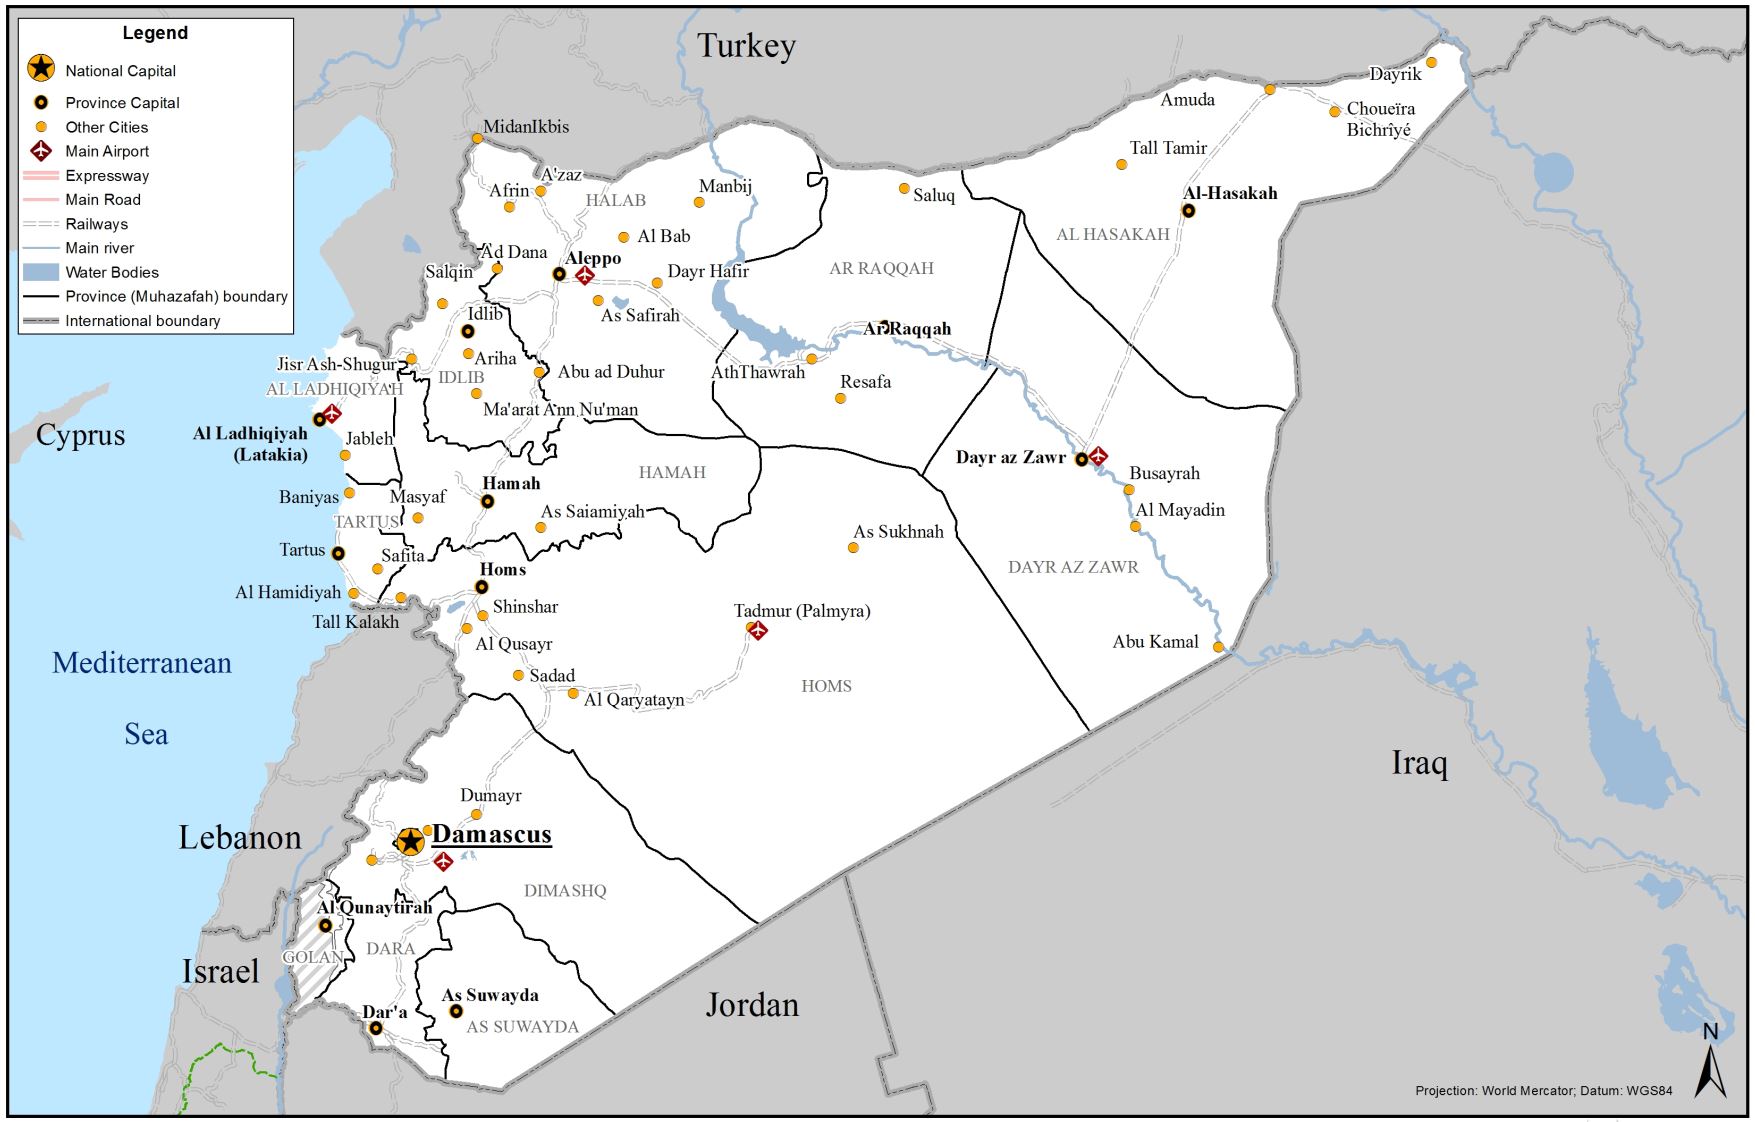 Legend
National Capital
Province Capital
Other Cities
Main Airport
Expressway
Main Road
Railways
Main river
Water Bodies
Province (Muhazafah) boundary
International boundary
Turkey
Dayrik
Amuda
Choueïra
Bichrîyé
MidanIkbis
Tall Tamir
A'zaz
Afrin
HALAB
Manbij
Saluq
Al-Hasakah
Al Bab
AL HASAKAH
Ad Dana
Aleppo
Salqin
Dayr Hafir
AR RAQQAH
Idlib
As Safirah
Ar Raqqah
Jisr Ash-Shugur
Ariha
Abu ad Duhur
AthThawrah
IDLIB
AL LADHIQIYAH
Resafa
Ma'arat Ann Nu'man
Cyprus
Al Ladhiqiyah
(Latakia)
Jableh
Dayr az Zawr
HAMAH
Busayrah
Hamah
Baniyas
Masyaf
Al Mayadin
TARTUS
As Saiamiyah
As Sukhnah
Tartus
Safita
Homs
DAYR AZ ZAWR
Al Hamidiyah
Shinshar
Tadmur (Palmyra)
Tall Kalakh
Al Qusayr
Abu Kamal
Mediterranean
Sea
Sadad
HOMS
Al Qaryatayn
Iraq
Dumayr
Lebanon
Damascus
DIMASHQ
Al Qunaytirah
DARA
GOLAN
Israel
As Suwayda
Jordan
Dar'a
AS SUWAYDA
N
Projection: World Mercator; Datum: WGS84